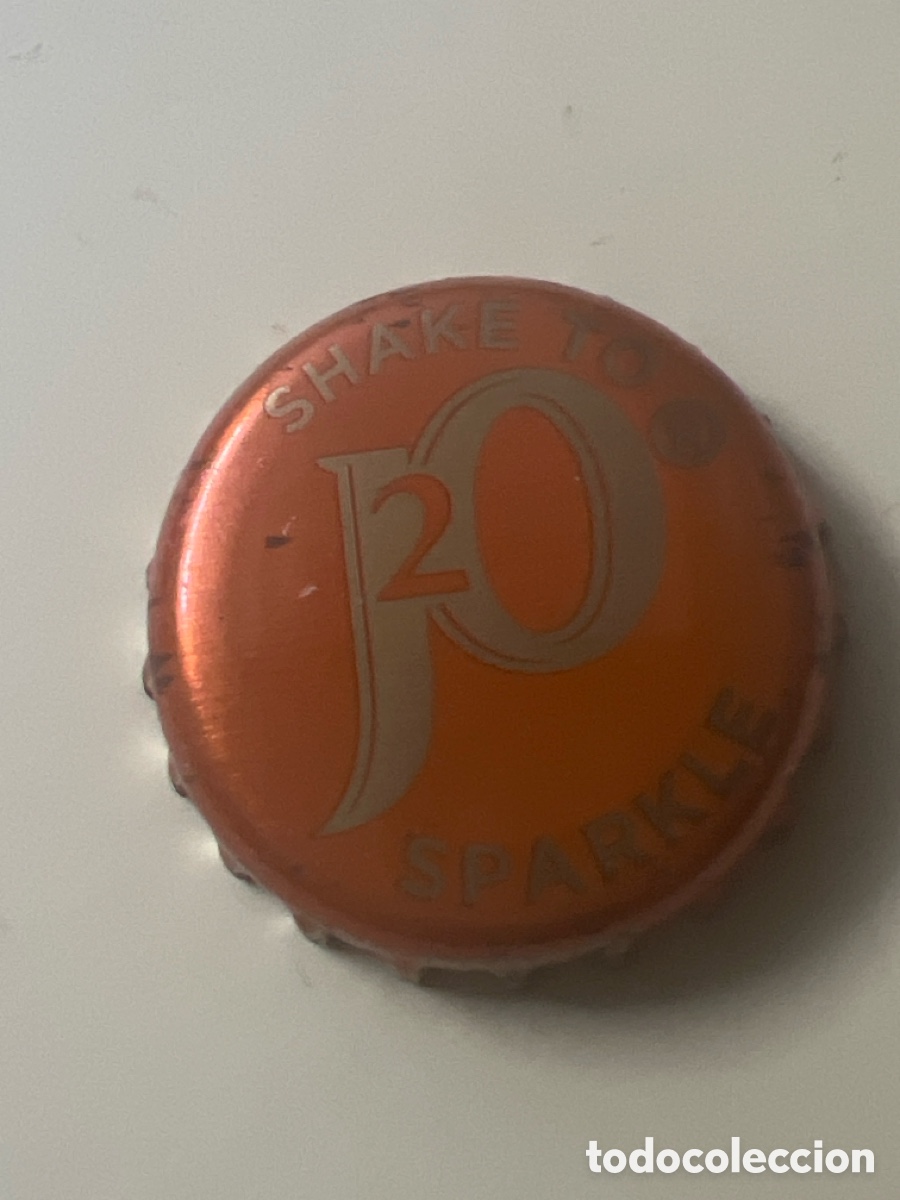 SHAKE TO
J2O
SPARKLE
todocoleccion